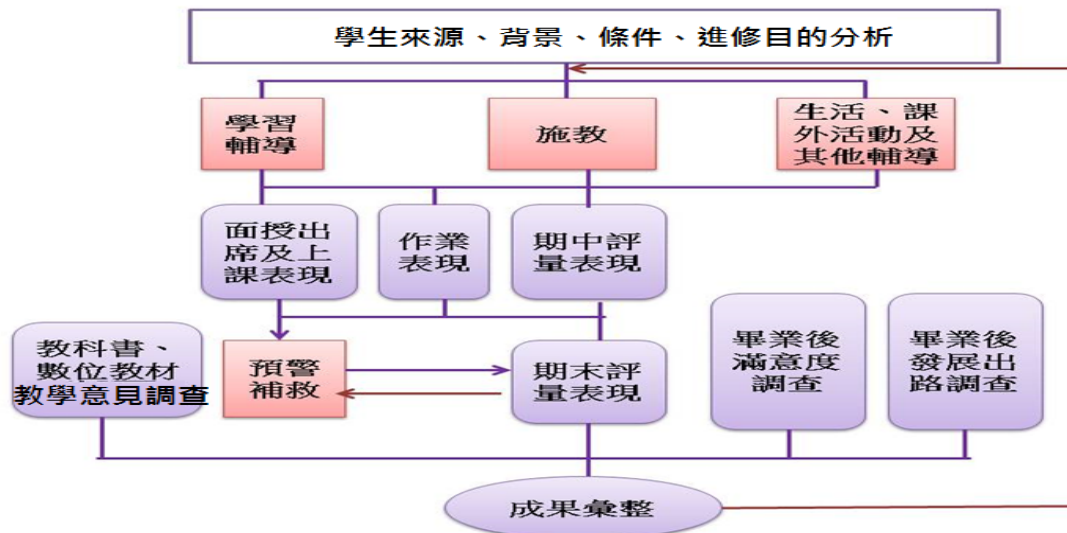 學生來源、背景、條件、進修目的分析
學習
輔導
施教
生活、課
外活動及
其他輔導
面授出
席及上
課表現
作業
表現
期中評
量表現
教科書、
數位教材
教學意見調查
預警
補救
期末評
量表現
畢業後
滿意度
調查
畢業後
發展出
路調查
成果彙整